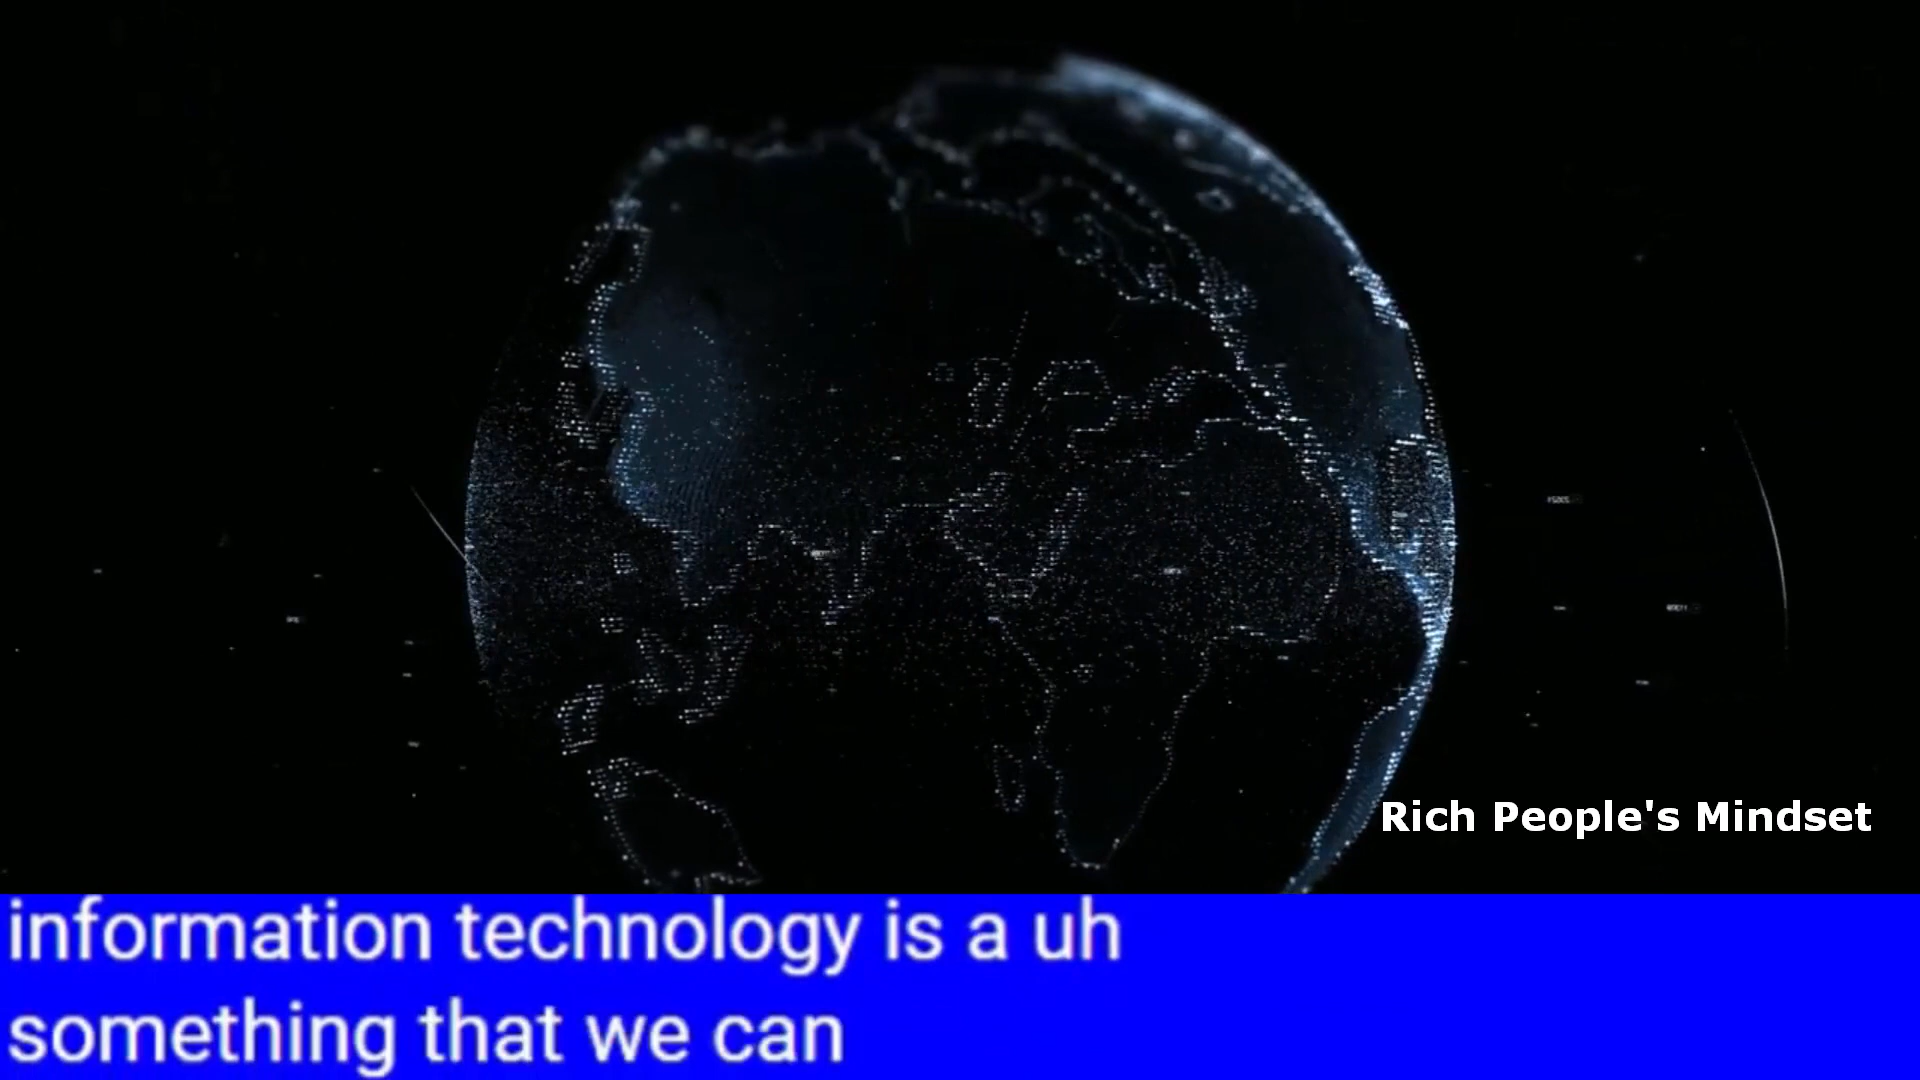 Rich People's Mindset
information technology is a uh
something that we can